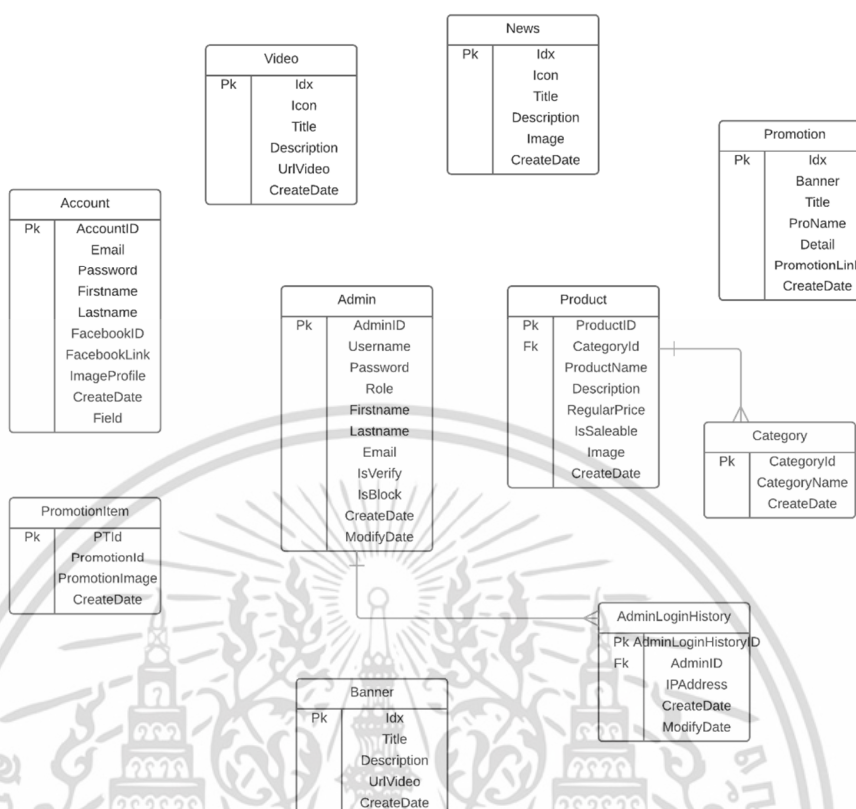 News
Pk Idx
Icon
Title
Description
Image
CreateDate
Video
Pk Idx
Icon
Title
Description
UrlVideo
CreateDate
Promotion
Pk Idx
Banner
Title
ProName
Detail
PromotionLink
CreateDate
Account
Pk AccountID
Email
Password
Firstname
Lastname
FacebookID
FacebookLink
ImageProfile
CreateDate
Field
Admin
Pk AdminID
Username
Password
Role
Firstname
Lastname
Email
IsVerify
IsBlock
CreateDate
ModifyDate
Product
Pk ProductID
Fk CategoryId
ProductName
Description
RegularPrice
IsSaleable
Image
CreateDate
Category
Pk CategoryId
CategoryName
CreateDate
PromotionItem
Pk PTId
PromotionId
PromotionImage
CreateDate
AdminLoginHistory
Pk AdminLoginHistoryID
Fk AdminID
IPAddress
CreateDate
ModifyDate
Banner
Pk Idx
Title
Description
UrlVideo
CreateDate